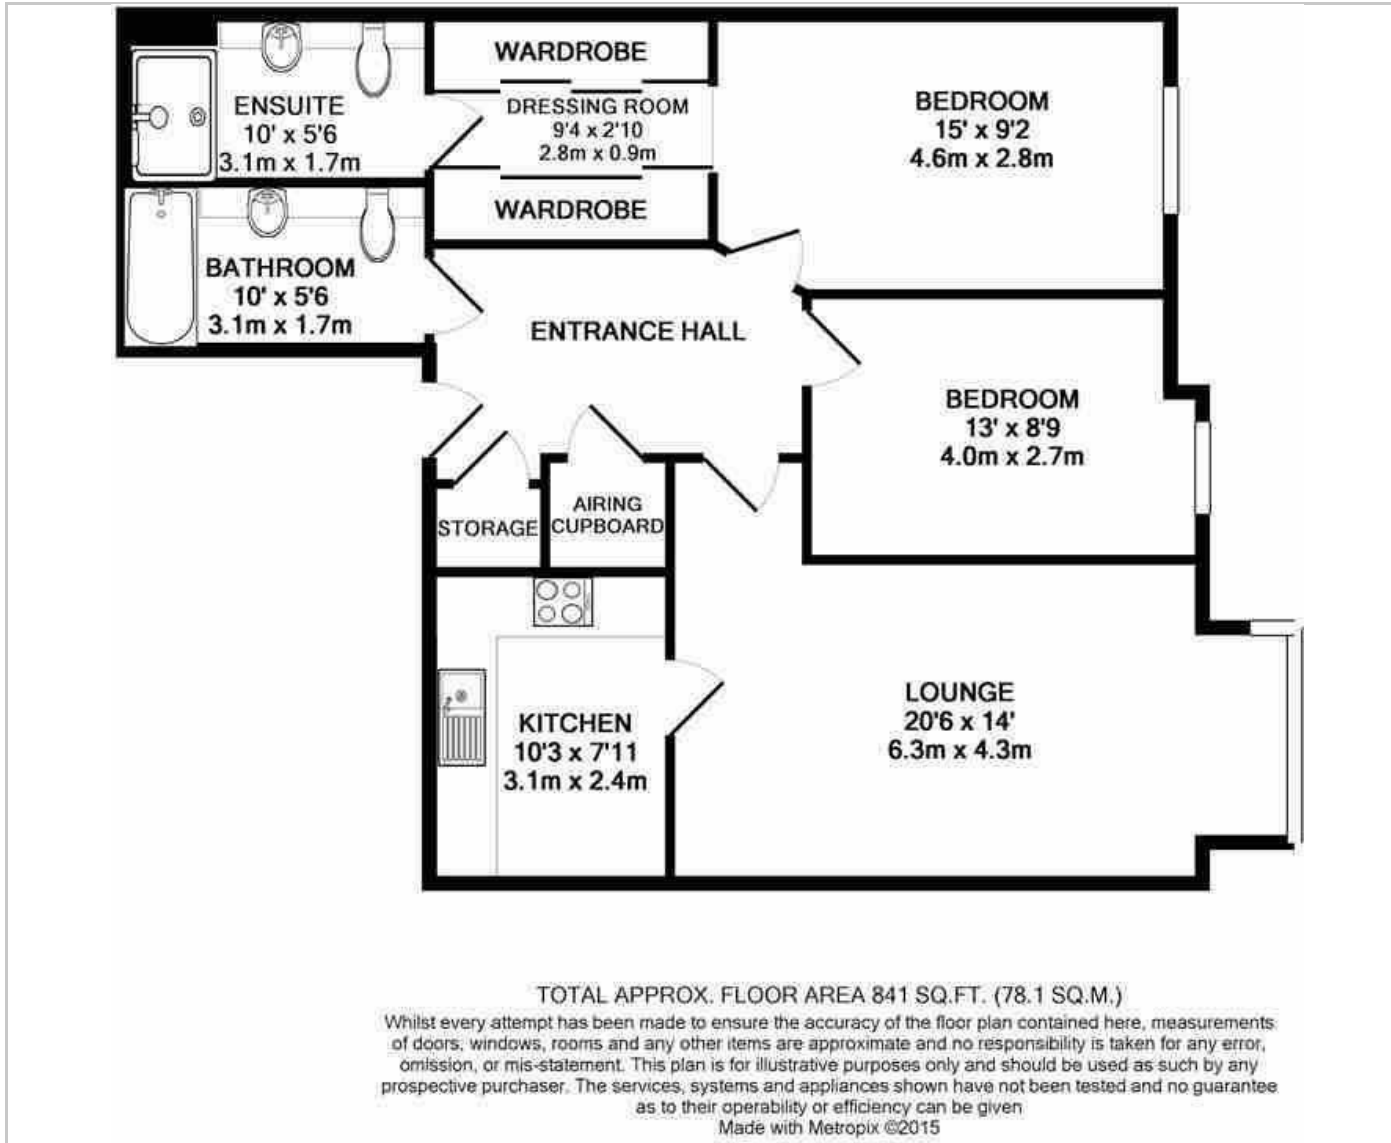 WARDROBE
ENSUITE
10' x 5'6
3.1m x 1.7m
DRESSING ROOM
9'4 x 2'10
2.8m x 0.9m
BEDROOM
15' x 9'2
4.6m x 2.8m
WARDROBE
BATHROOM
10' x 5'6
3.1m x 1.7m
ENTRANCE HALL
BEDROOM
13' x 8'9
4.0m x 2.7m
STORAGE
AIRING
CUPBOARD
KITCHEN
10'3 x 7'11
3.1m x 2.4m
LOUNGE
20'6 x 14'
6.3m x 4.3m
TOTAL APPROX. FLOOR AREA 841 SQ.FT. (78.1 SQ.M.)
Whilst every attempt has been made to ensure the accuracy of the floor plan contained here, measurements
of doors, windows, rooms and any other items are approximate and no responsibility is taken for any error,
omission, or mis-statement. This plan is for illustrative purposes only and should be used as such by any
prospective purchaser. The services, systems and appliances shown have not been tested and no guarantee
as to their operability or efficiency can be given
Made with Metropix ©2015